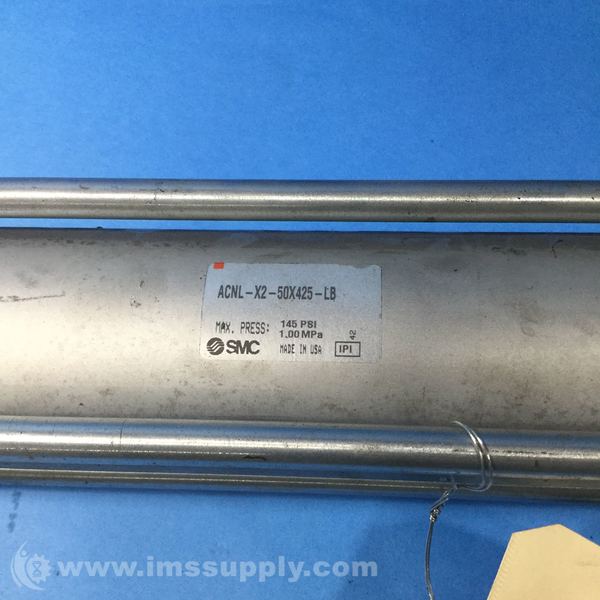 ACNL-X2-50X425-LB
MAX. PRESS: 145 PSI
1.00 MPa
SMC MADE IN USA IPI 42
www.imssupply.com